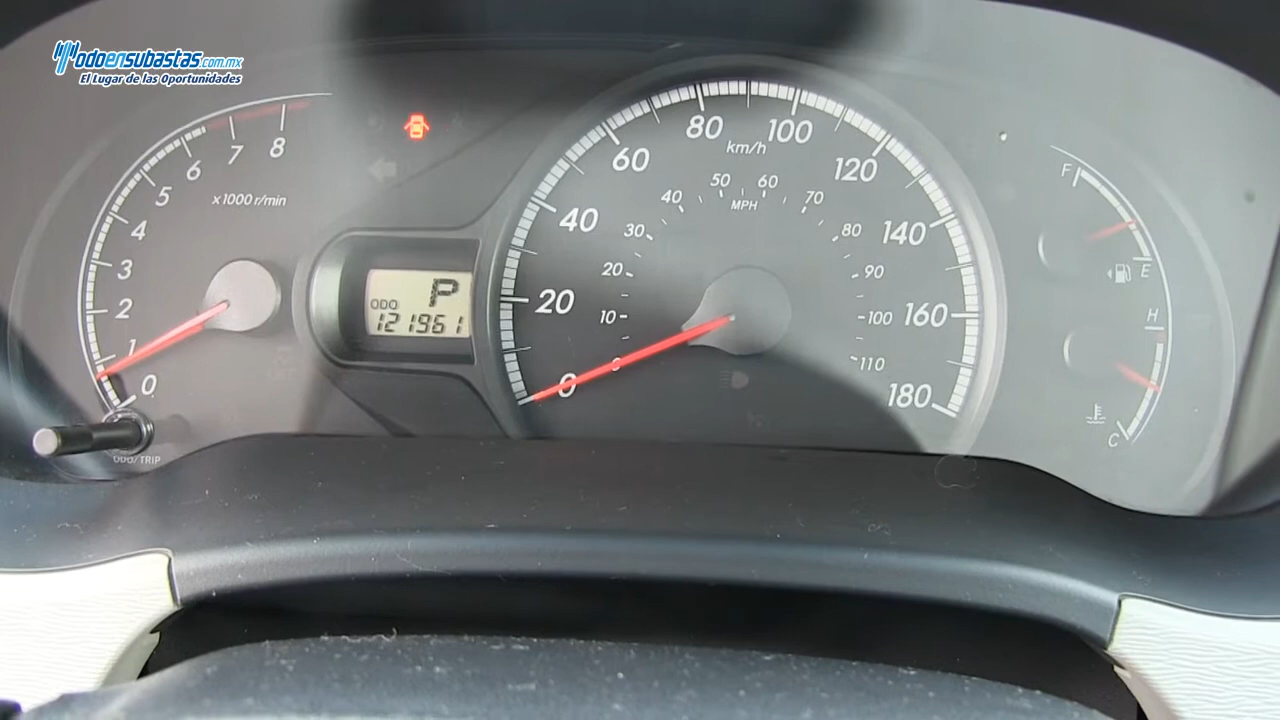 Todoensubastas.com.mx
El Lugar de las Oportunidades
8
7
6
5
4
3
2
1
0
x1000 r/min
ODO/TRIP
P
ODO
121961
0
20
40
60
80
100
120
140
160
180
km/h
MPH
0
10
20
30
40
50
60
70
80
90
100
110
F
E
H
C